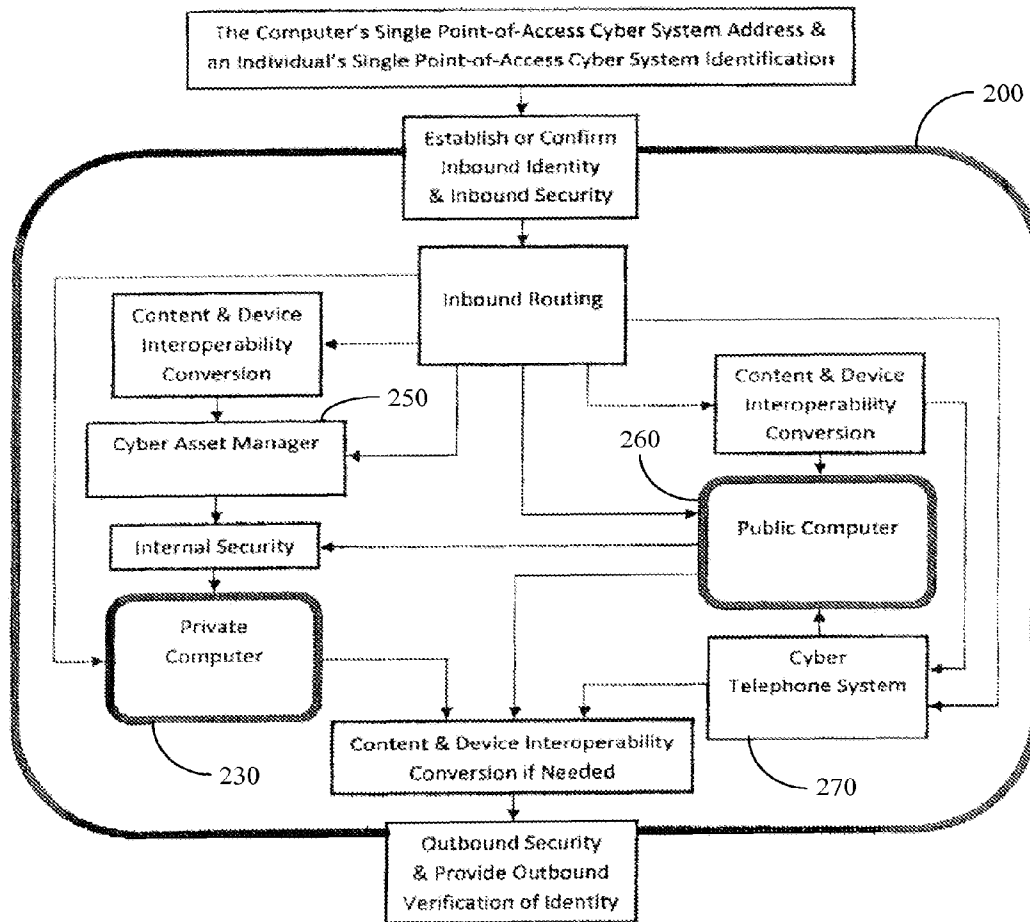 The Computer's Single Point-of-Access Cyber System Address &
an Individual's Single Point-of-Access Cyber System Identification
200
Establish or Confirm
Inbound Identity
& Inbound Security
Inbound Routing
Content & Device
Interoperability
Conversion
250
Cyber Asset Manager
Content & Device
Interoperability
Conversion
260
Public Computer
Internal Security
Private
Computer
230
Cyber
Telephone System
270
Content & Device Interoperability
Conversion if Needed
Outbound Security
& Provide Outbound
Verification of Identity